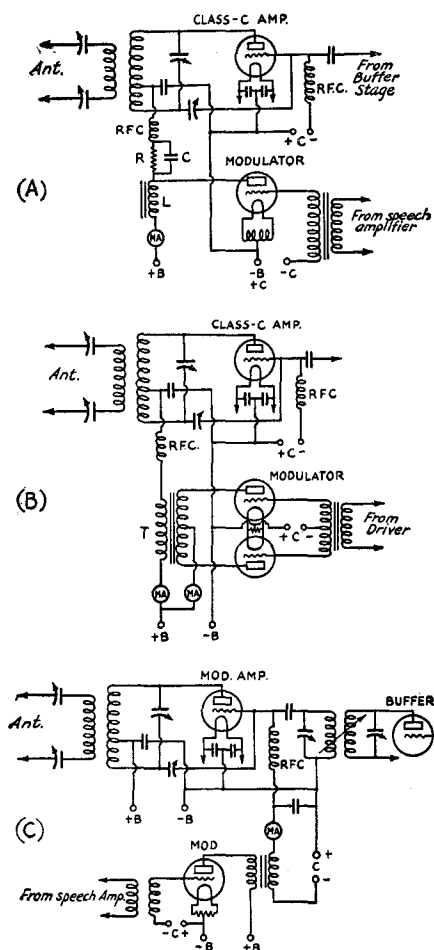 CLASS-C AMP.
Ant.
From
Buffer
Stage
RFC
R.F.C.
+C-
R
C
MODULATOR
(A)
L
From speech
amplifier
MA
+B
-B
+C
-C
CLASS-C AMP.
Ant.
RFC
+C-
R.F.C.
MODULATOR
(B)
T
+C-
From
Driver
MA
MA
+B
-B
MOD. AMP.
BUFFER
Ant.
RFC
+B
-B
MA
(C)
MOD
+
C
-
From speech Amp.
-C+
-B
+B